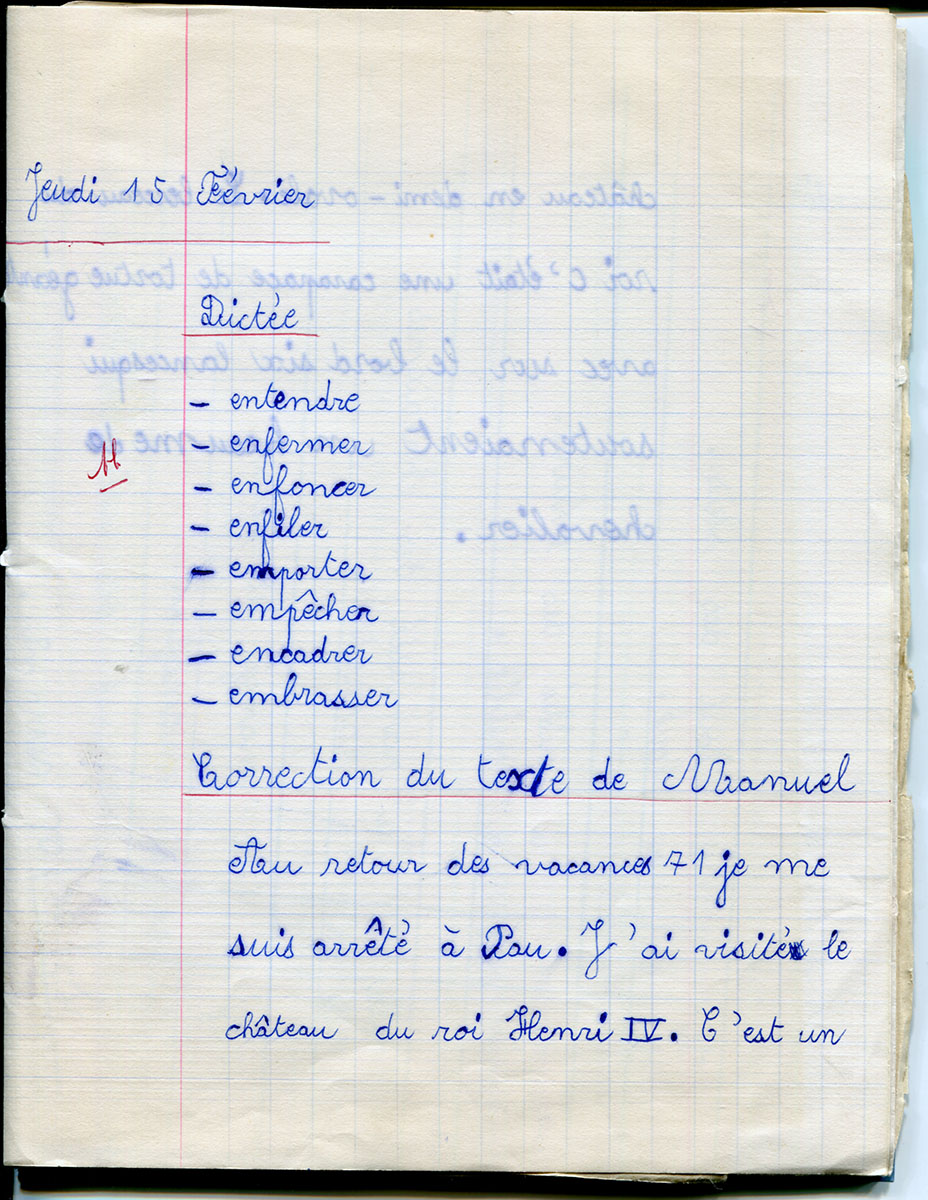 Jeudi 15 Février
Dictée
- entendre
- enfermer
- enfoncer
- enfiler
- emporter
- empêcher
- encadrer
- embrasser
Correction du texte de Manuel
Au retour des vacances 71 je me
suis arrêté à Pau. J'ai visité le
château du roi Henri IV. C'est un